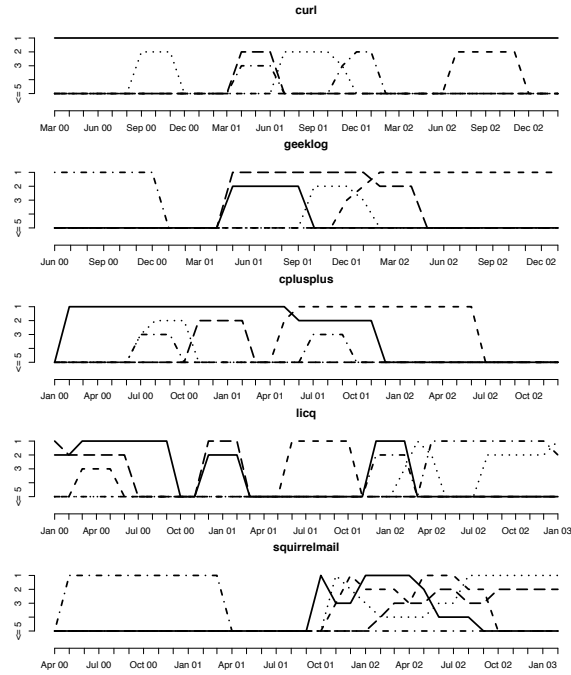 curl
1
2
3
<= 5
Mar 00 Jun 00 Sep 00 Dec 00 Mar 01 Jun 01 Sep 01 Dec 01 Mar 02 Jun 02 Sep 02 Dec 02
geeklog
1
2
3
<= 5
Jun 00 Sep 00 Dec 00 Mar 01 Jun 01 Sep 01 Dec 01 Mar 02 Jun 02 Sep 02 Dec 02
cplusplus
1
2
3
<= 5
Jan 00 Apr 00 Jul 00 Oct 00 Jan 01 Apr 01 Jul 01 Oct 01 Jan 02 Apr 02 Jul 02 Oct 02
licq
1
2
3
<= 5
Jan 00 Apr 00 Jul 00 Oct 00 Jan 01 Apr 01 Jul 01 Oct 01 Jan 02 Apr 02 Jul 02 Oct 02 Jan 03
squirrelmail
1
2
3
<= 5
Apr 00 Jul 00 Oct 00 Jan 01 Apr 01 Jul 01 Oct 01 Jan 02 Apr 02 Jul 02 Oct 02 Jan 03